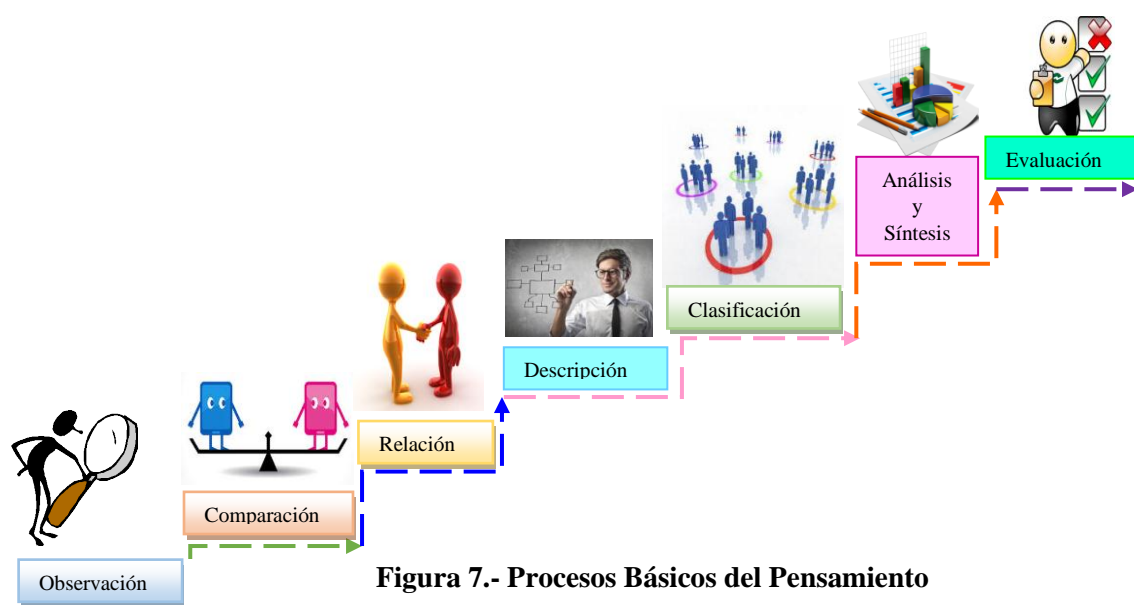 Evaluación
Análisis
y
Síntesis
Clasificación
Descripción
Relación
Comparación
Observación
Figura 7.- Procesos Básicos del Pensamiento